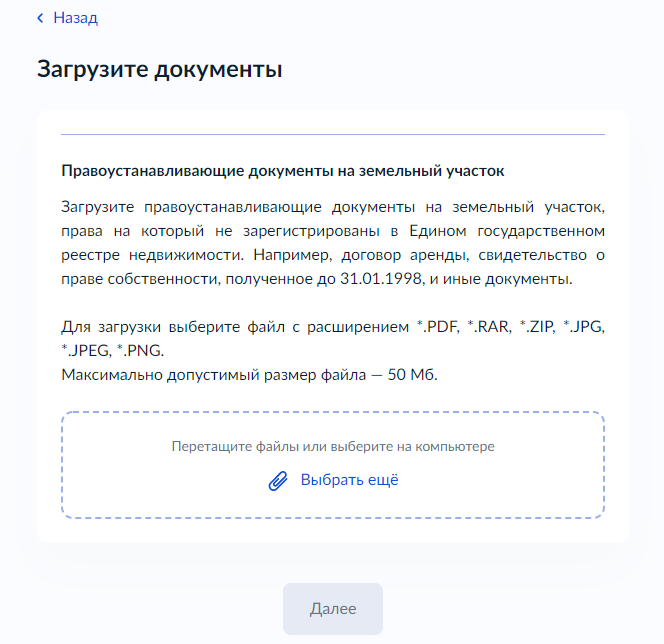 Назад
Загрузите документы
Правоустанавливающие документы на земельный участок
Загрузите правоустанавливающие документы на земельный участок,
права на который не зарегистрированы в Едином государственном
реестре недвижимости. Например, договор аренды, свидетельство о
праве собственности, полученное до 31.01.1998, и иные документы.
Для загрузки выберите файл с расширением *.PDF, *.RAR, *.ZIP, *.JPG,
*.JPEG, *.PNG.
Максимально допустимый размер файла — 50 Мб.
Перетащите файлы или выберите на компьютере
Выбрать ещё
Далее